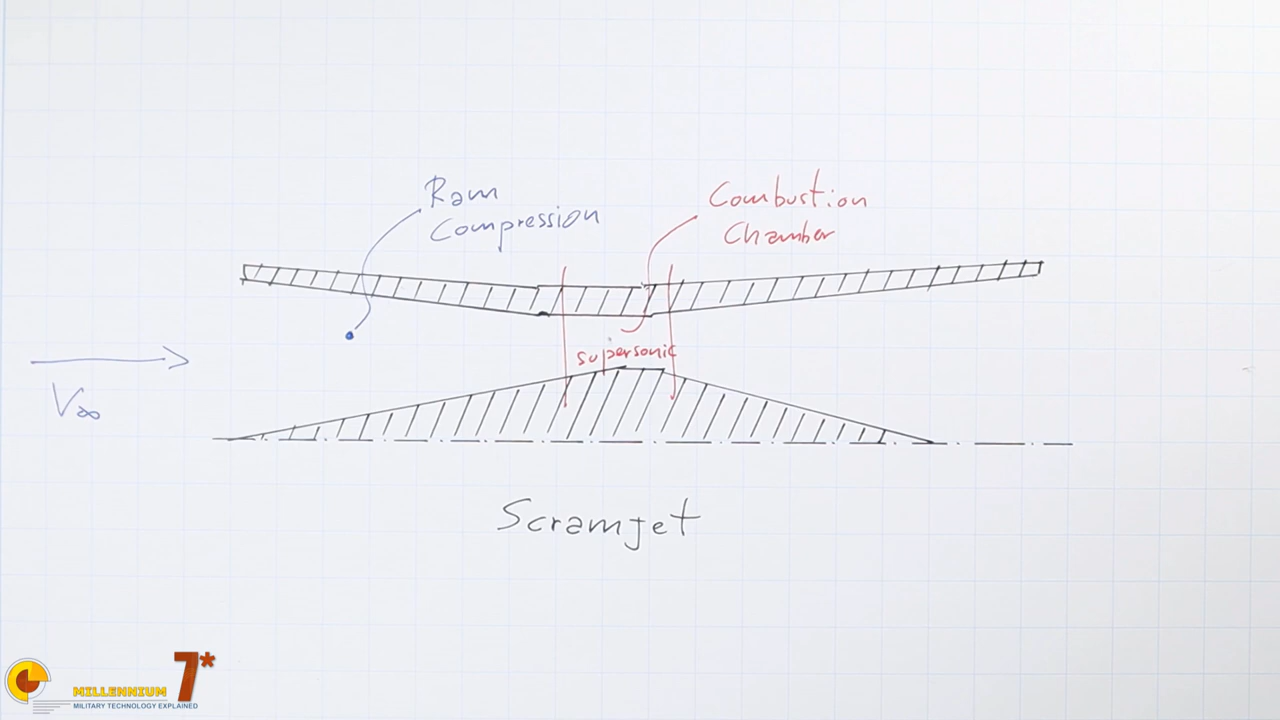 Ram
Compression
Combustion
Chamber
supersonic
V∞
Scramjet
7*
MILLENNIUM
MILITARY TECHNOLOGY EXPLAINED